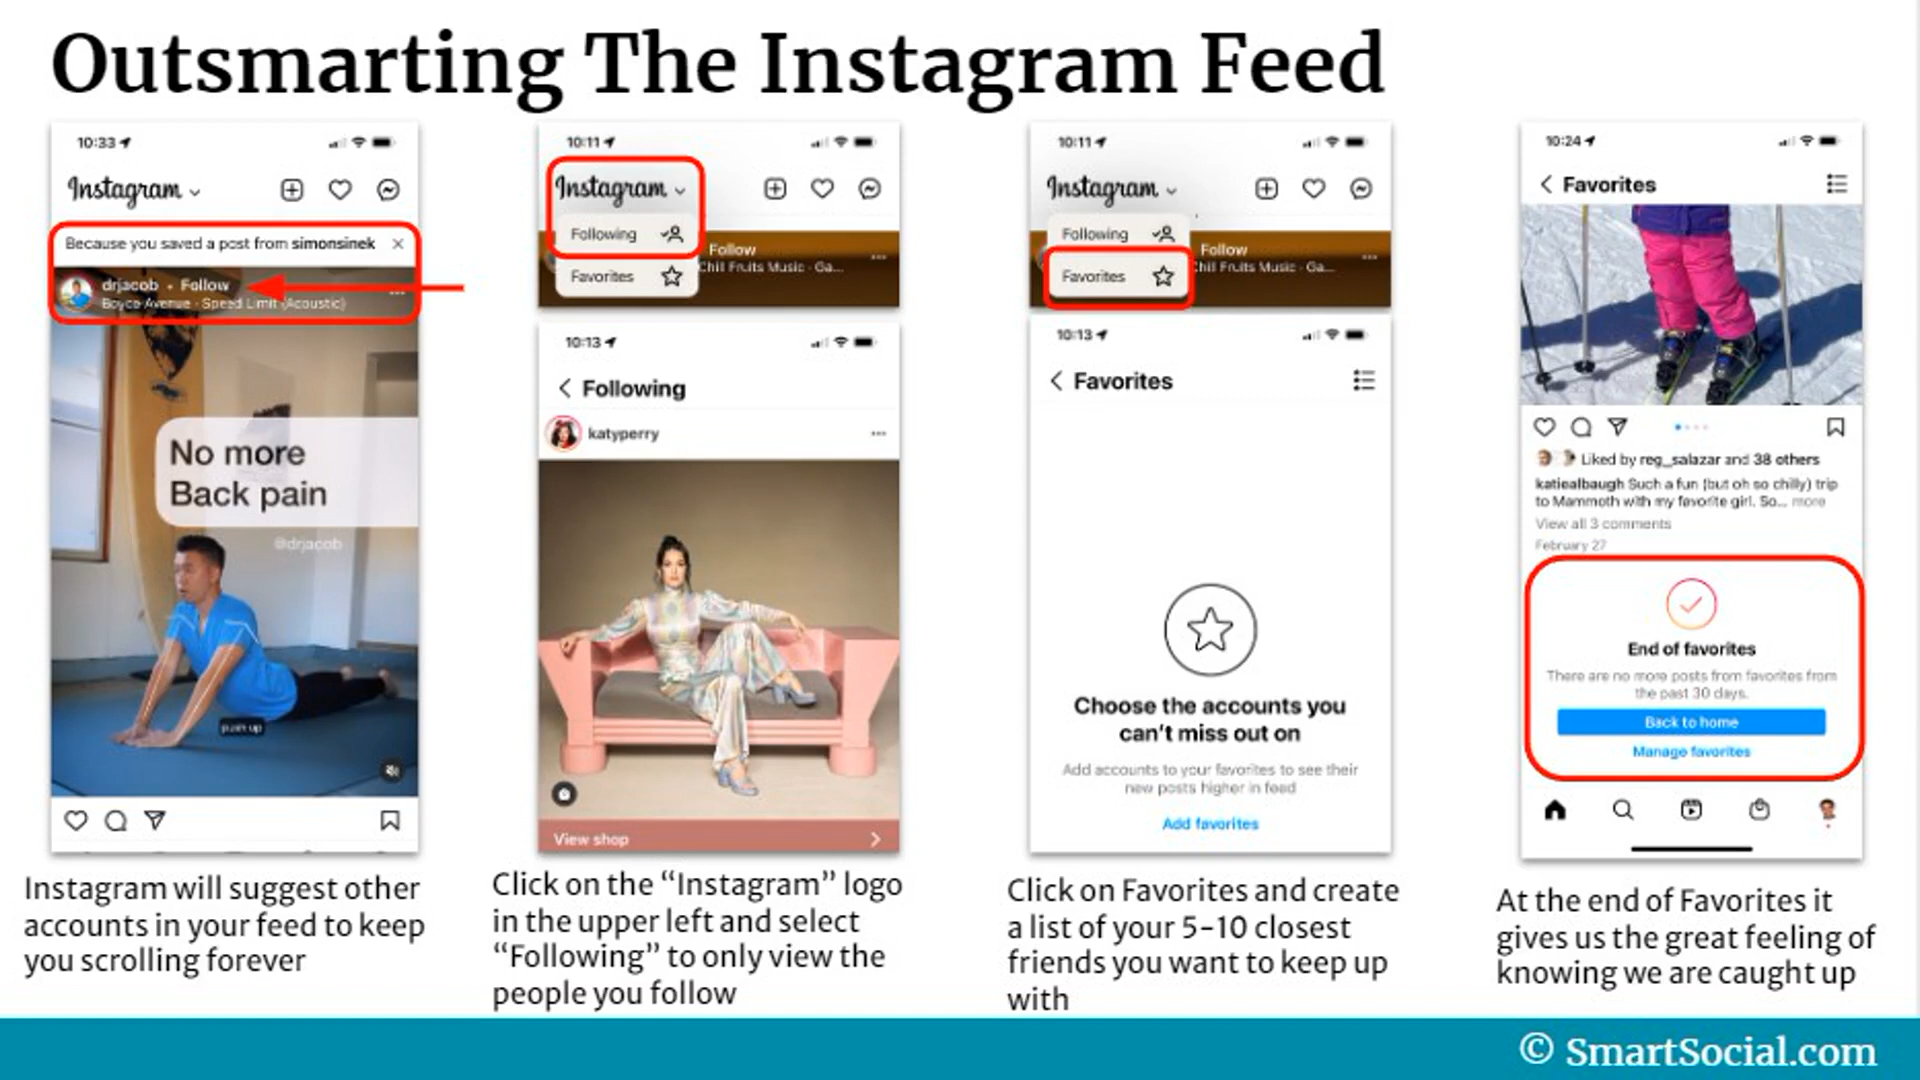 Outsmarting The Instagram Feed
10:33
Instagram
Because you saved a post from simonsinek
drjacob • Follow
Boyce Avenue · Speed Limit (Acoustic)
No more
Back pain
@drjacob
push up
Instagram will suggest other
accounts in your feed to keep
you scrolling forever
10:11
Instagram
Following
Favorites
Follow
Chill Fruits Music · Ga...
10:13
Following
katyperry
View shop
Click on the “Instagram” logo
in the upper left and select
“Following” to only view the
people you follow
10:11
Instagram
Following
Favorites
Follow
Chill Fruits Music · Ga...
10:13
Favorites
Choose the accounts you
can't miss out on
Add accounts to your favorites to see their
new posts higher in feed
Add favorites
Click on Favorites and create
a list of your 5-10 closest
friends you want to keep up
with
10:24
Favorites
Liked by reg_salazar and 38 others
katiealbaugh Such a fun (but oh so chilly) trip
to Mammoth with my favorite girl. So... more
View all 3 comments
February 27
End of favorites
There are no more posts from favorites from
the past 30 days.
Back to home
Manage favorites
At the end of Favorites it
gives us the great feeling of
knowing we are caught up
© SmartSocial.com